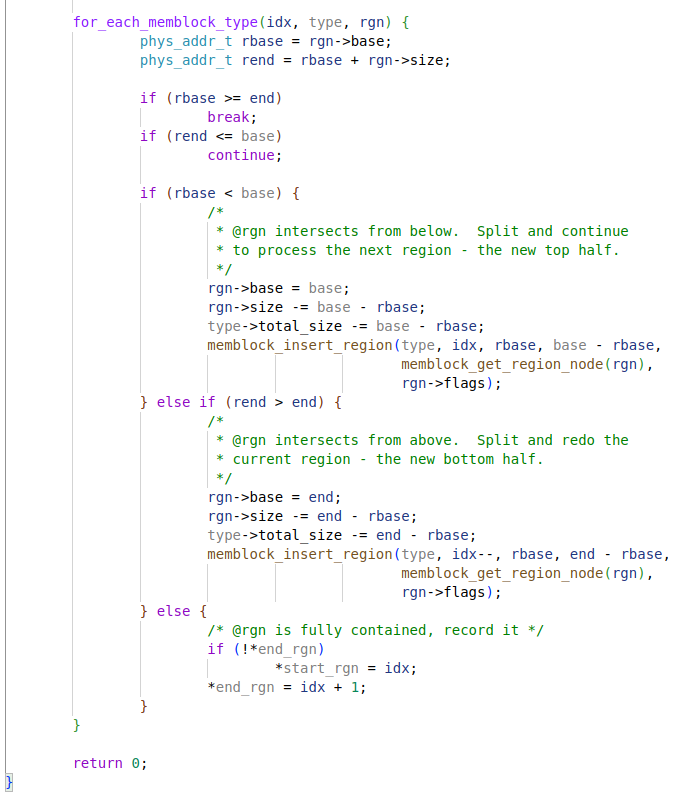 for_each_memblock_type(idx, type, rgn) {
phys_addr_t rbase = rgn->base;
phys_addr_t rend = rbase + rgn->size;
if (rbase >= end)
break;
if (rend <= base)
continue;
if (rbase < base) {
/*
* @rgn intersects from below.  Split and continue
* to process the next region - the new top half.
*/
rgn->base = base;
rgn->size -= base - rbase;
type->total_size -= base - rbase;
memblock_insert_region(type, idx, rbase, base - rbase,
memblock_get_region_node(rgn),
rgn->flags);
} else if (rend > end) {
/*
* @rgn intersects from above.  Split and redo the
* current region - the new bottom half.
*/
rgn->base = end;
rgn->size -= end - rbase;
type->total_size -= end - rbase;
memblock_insert_region(type, idx--, rbase, end - rbase,
memblock_get_region_node(rgn),
rgn->flags);
} else {
/* @rgn is fully contained, record it */
if (!*end_rgn)
*start_rgn = idx;
*end_rgn = idx + 1;
}
}
return 0;
}